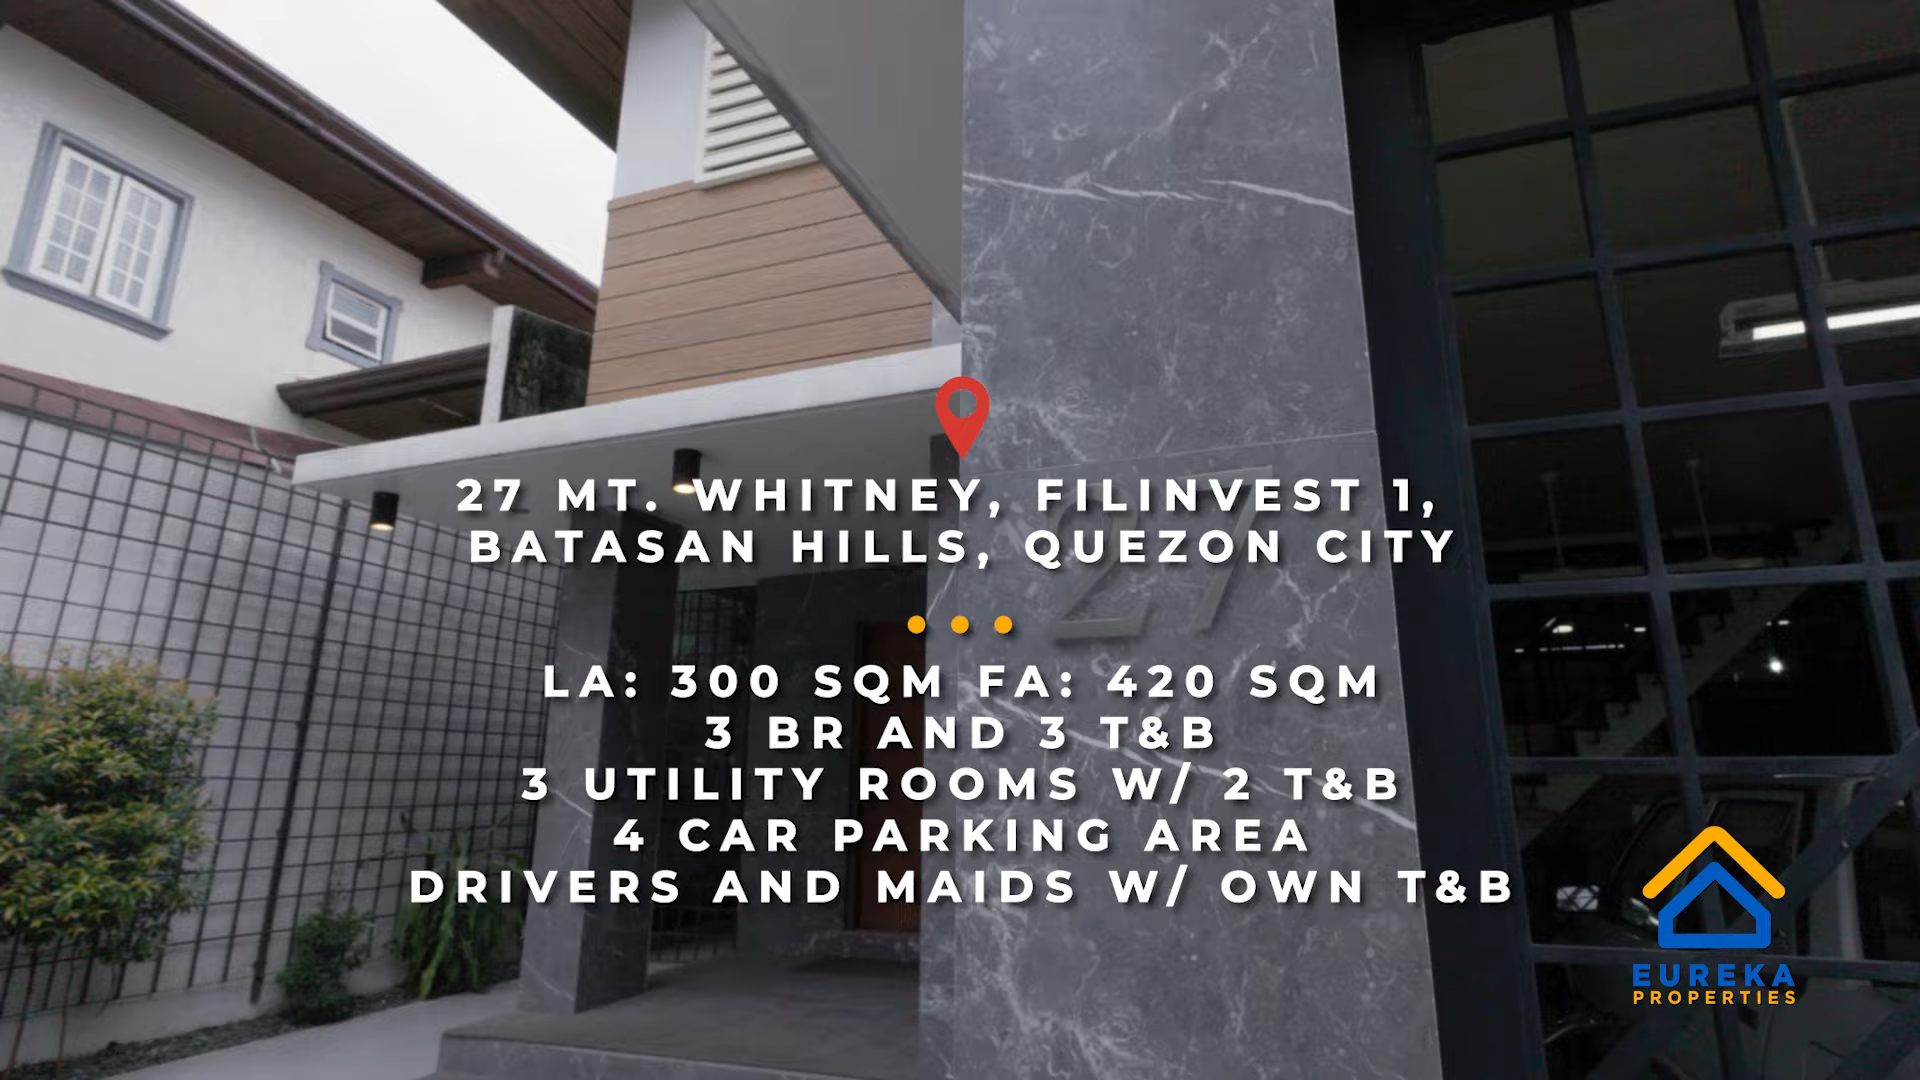 27 MT. WHITNEY, FILINVEST 1,
BATASAN HILLS, QUEZON CITY
27
LA: 300 SQM FA: 420 SQM
3 BR AND 3 T&B
3 UTILITY ROOMS W/ 2 T&B
4 CAR PARKING AREA
DRIVERS AND MAIDS W/ OWN T&B
EUREKA
PROPERTIES